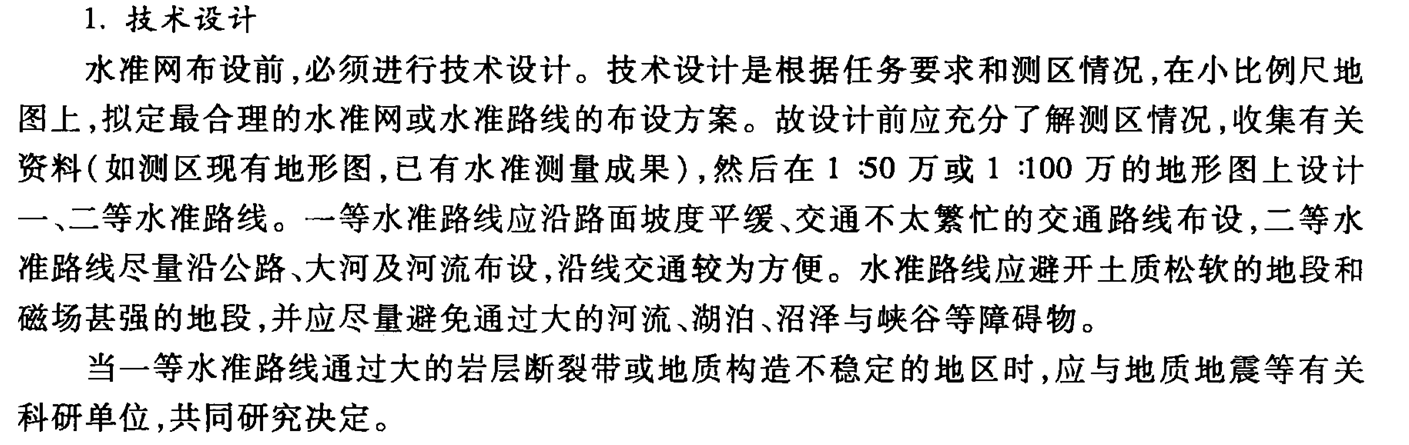 1. 技术设计
水准网布设前,必须进行技术设计。技术设计是根据任务要求和测区情况,在小比例尺地
图上,拟定最合理的水准网或水准路线的布设方案。故设计前应充分了解测区情况,收集有关
资料(如测区现有地形图,已有水准测量成果),然后在 1 :50 万或 1 :100 万的地形图上设计
一、二等水准路线。一等水准路线应沿路面坡度平缓、交通不太繁忙的交通路线布设,二等水
准路线尽量沿公路、大河及河流布设,沿线交通较为方便。水准路线应避开土质松软的地段和
磁场甚强的地段,并应尽量避免通过大的河流、湖泊、沼泽与峡谷等障碍物。
当一等水准路线通过大的岩层断裂带或地质构造不稳定的地区时,应与地质地震等有关
科研单位,共同研究决定。